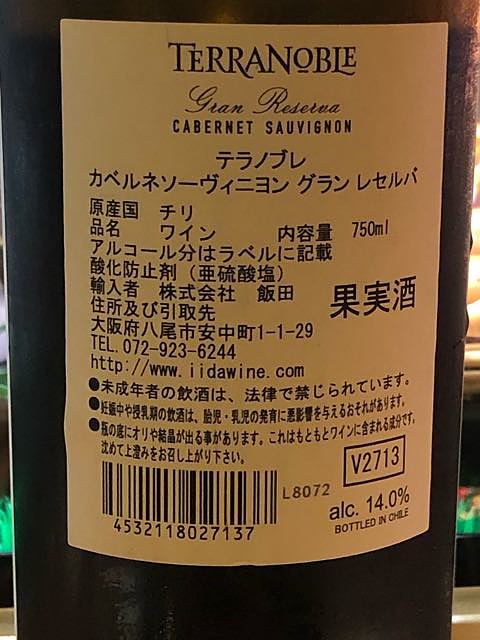 TERRANOBLE
Gran Reserva
CABERNET SAUVIGNON
テラノブレ
カベルネソーヴィニヨン グラン レセルバ
原産国 チリ
品名 ワイン 内容量 750ml
アルコール分はラベルに記載
酸化防止剤（亜硫酸塩）
輸入者 株式会社 飯田
果実酒
住所及び引取先
大阪府八尾市安中町1-1-29
TEL.072-923-6244
http://www.iidawine.com
●未成年者の飲酒は、法律で禁じられています。
●妊娠中や授乳期の飲酒は、胎児・乳児の発育に悪影響を与えるおそれがあります。
●瓶の底にオリや結晶が出る事があります。これはもともとワインに含まれる成分です。
沈めて上澄みをお召し上がり下さい。
V2713
L8072
alc. 14.0%
BOTTLED IN CHILE
4532118027137